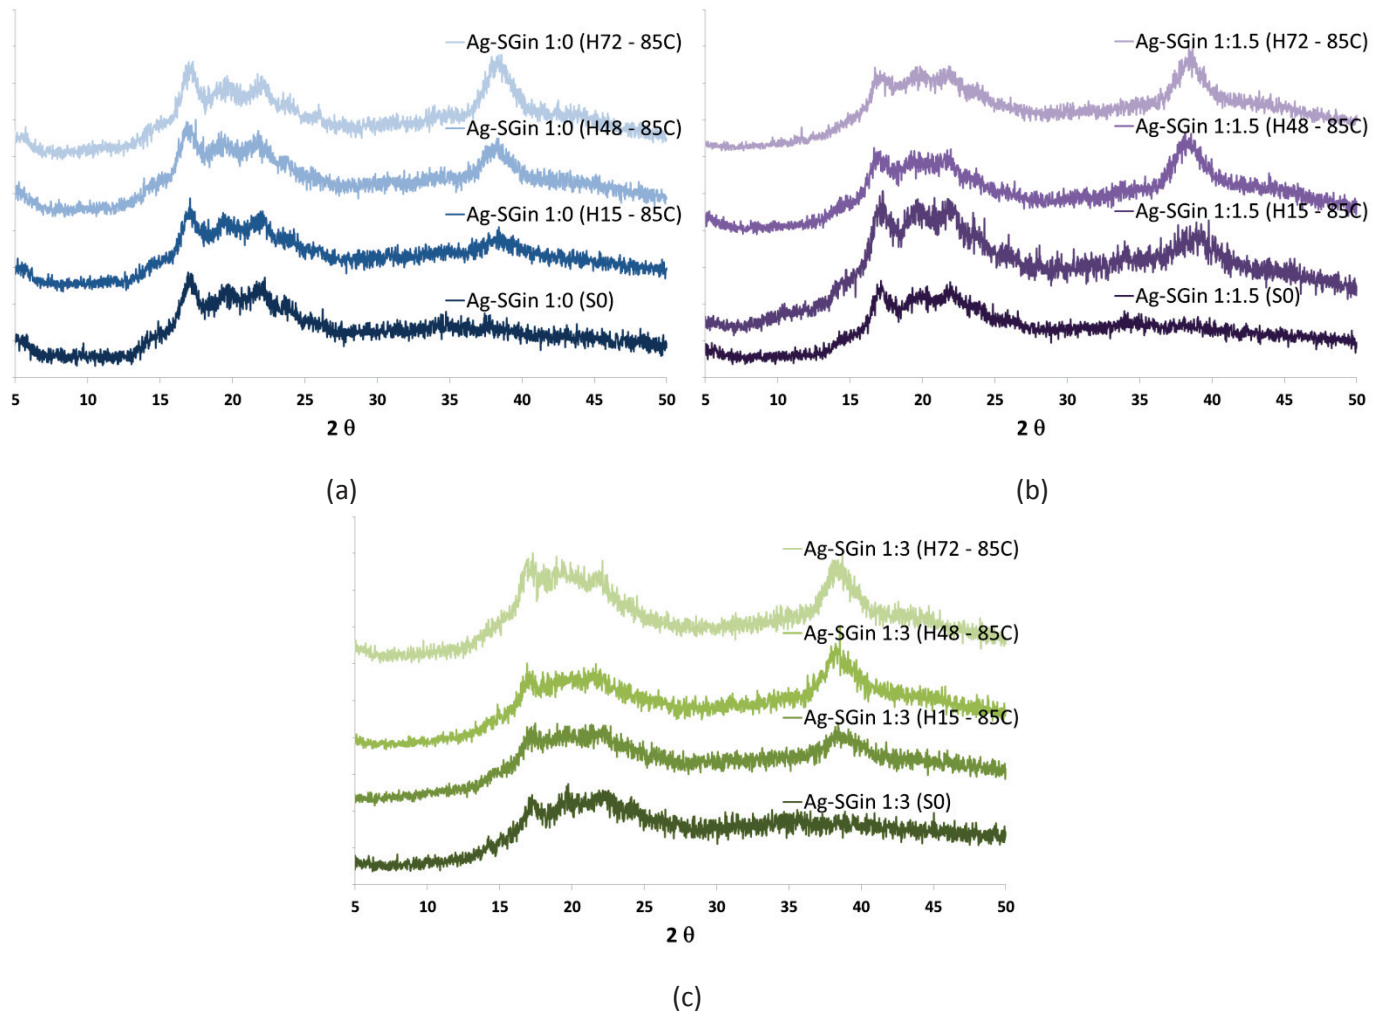 Ag-SGin 1:0 (H72 - 85C)
Ag-SGin 1:0 (H48 - 85C)
Ag-SGin 1:0 (H15 - 85C)
Ag-SGin 1:0 (S0)
5 10 15 20 25 30 35 40 45 50
2 θ
(a)
Ag-SGin 1:1.5 (H72 - 85C)
Ag-SGin 1:1.5 (H48 - 85C)
Ag-SGin 1:1.5 (H15 - 85C)
Ag-SGin 1:1.5 (S0)
5 10 15 20 25 30 35 40 45 50
2 θ
(b)
Ag-SGin 1:3 (H72 - 85C)
Ag-SGin 1:3 (H48 - 85C)
Ag-SGin 1:3 (H15 - 85C)
Ag-SGin 1:3 (S0)
5 10 15 20 25 30 35 40 45 50
2 θ
(c)